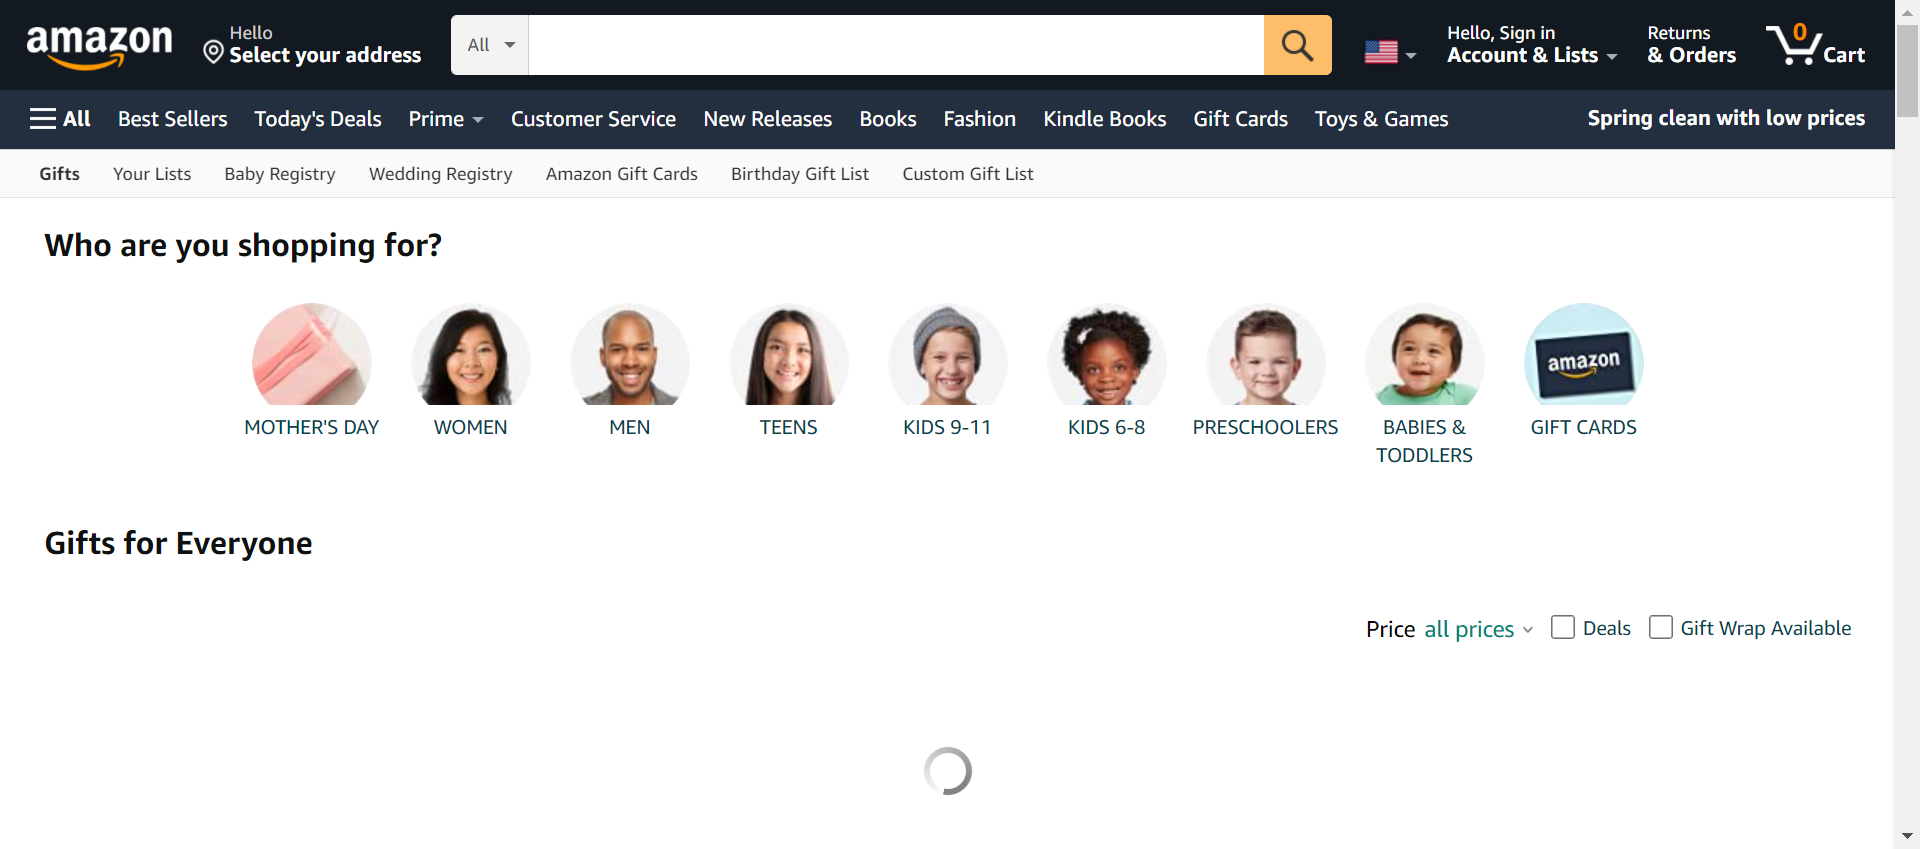 amazon
Hello
Select your address
All
Hello, Sign in
Account & Lists
Returns
& Orders
0
Cart
All
Best Sellers
Today's Deals
Prime
Customer Service
New Releases
Books
Fashion
Kindle Books
Gift Cards
Toys & Games
Spring clean with low prices
Gifts
Your Lists
Baby Registry
Wedding Registry
Amazon Gift Cards
Birthday Gift List
Custom Gift List
Who are you shopping for?
amazon
MOTHER'S DAY
WOMEN
MEN
TEENS
KIDS 9-11
KIDS 6-8
PRESCHOOLERS
BABIES &
TODDLERS
GIFT CARDS
Gifts for Everyone
Price all prices
Deals
Gift Wrap Available